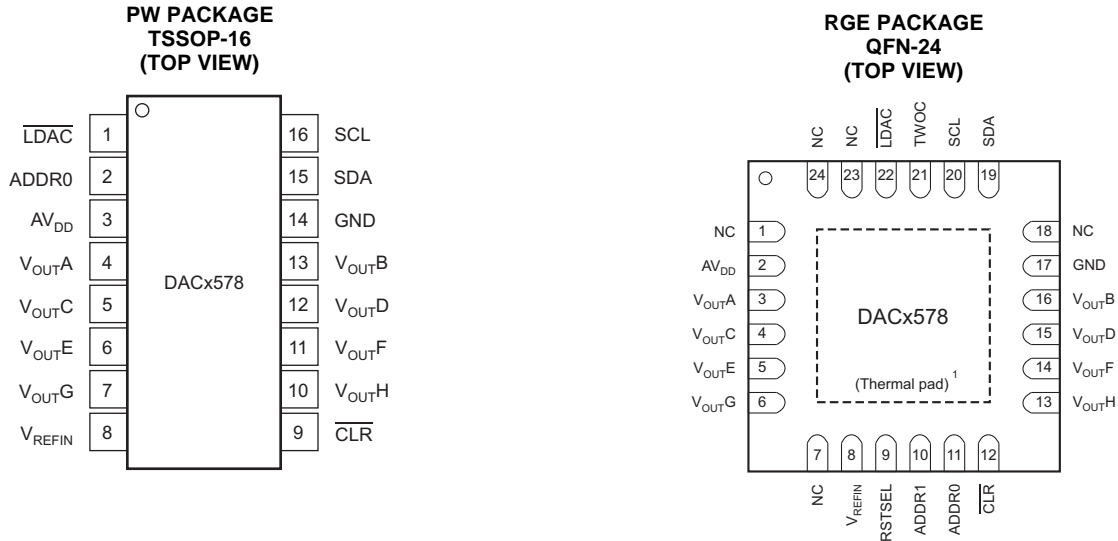 PW PACKAGE
TSSOP-16
(TOP VIEW)
LDAC 1
ADDR0 2
AVDD 3
VOUTA 4
VOUTC 5
VOUTE 6
VOUTG 7
VREFIN 8
DACx578
16 SCL
15 SDA
14 GND
13 VOUTB
12 VOUTD
11 VOUTF
10 VOUTH
9 CLR
RGE PACKAGE
QFN-24
(TOP VIEW)
NC NC LDAC TWOC SCL SDA
24 23 22 21 20 19
NC 1
AVDD 2
VOUTA 3
VOUTC 4
VOUTE 5
VOUTG 6
DACx578
(Thermal pad) 1
18 NC
17 GND
16 VOUTB
15 VOUTD
14 VOUTF
13 VOUTH
7 8 9 10 11 12
NC VREFIN RSTSEL ADDR1 ADDR0 CLR